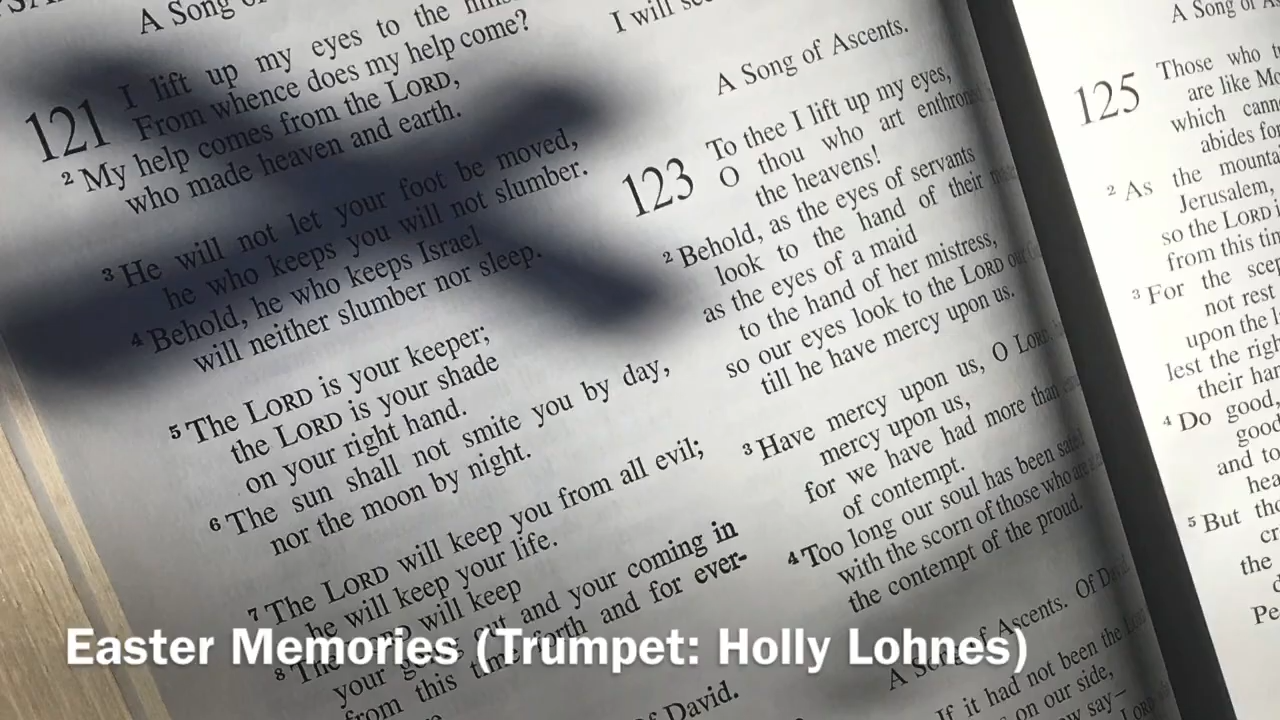 A Song of
121 I lift up my eyes to the hills
From whence does my help come?
2 My help comes from the LORD,
who made heaven and earth.
3 He will not let your foot be moved,
he who keeps you will not slumber.
4 Behold, he who keeps Israel
will neither slumber nor sleep.
5 The LORD is your keeper;
the LORD is your shade
on your right hand.
6 The sun shall not smite you by day,
nor the moon by night.
7 The LORD will keep you from all evil;
he will keep your life.
8 The LORD will keep
your going out and your coming in
from this time forth and for ever-
of David.
I will
A Song of Ascents.
123 To thee I lift up my eyes,
O thou who art enthroned
the heavens!
2 Behold, as the eyes of servants
look to the hand of their
as the eyes of a maid
to the hand of her mistress,
so our eyes look to the LORD our
till he have mercy upon us.
3 Have mercy upon us, O LORD,
mercy upon us,
for we have had more than
of contempt.
4 Too long our soul has been
with the scorn of those who are
the contempt of the proud.
A Song of Ascents. Of
If it had not been the
on our side,
say—
A Song of
125 Those who
are like
which
abides
2 As the
Jerusalem,
so the LORD
from this
3 For the
not rest
upon the
lest the
their
4 Do good,
good
and to
5 But
the
Easter Memories (Trumpet: Holly Lohnes)